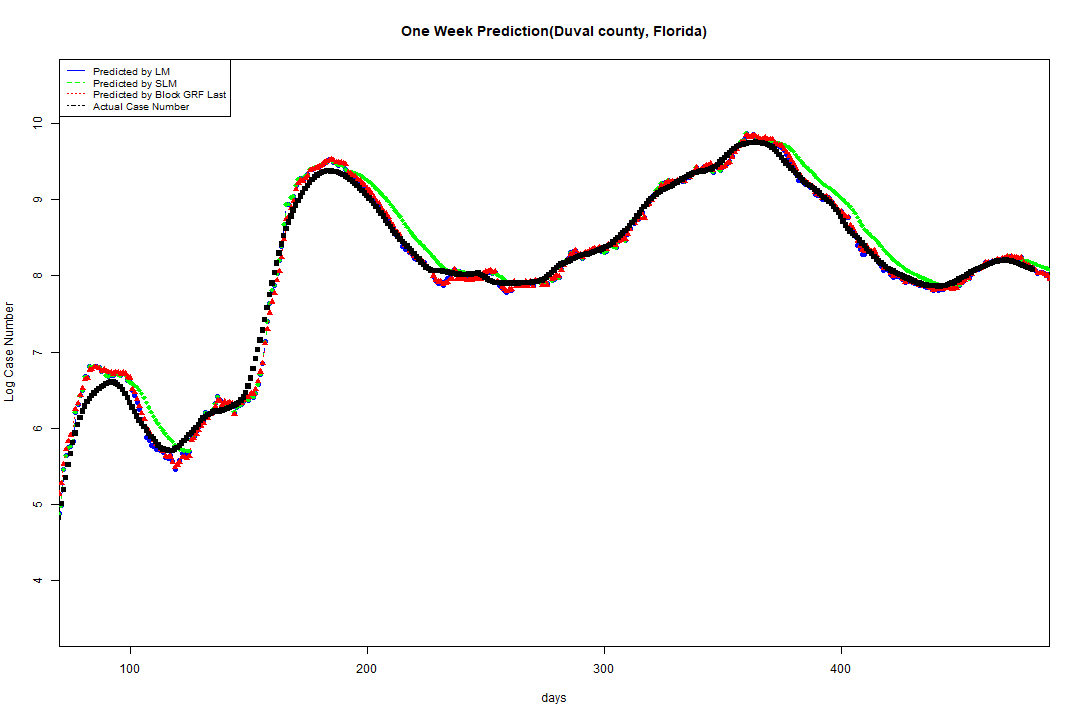 One Week Prediction(Duval county, Florida)
Predicted by LM
Predicted by SLM
Predicted by Block GRF Last
Actual Case Number
10
9
8
7
6
5
4
Log Case Number
100 200 300 400
days